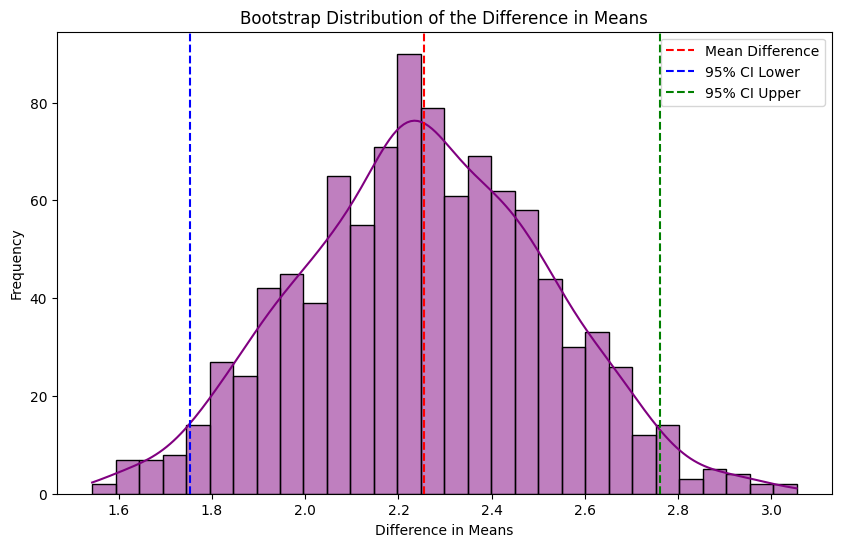 Bootstrap Distribution of the Difference in Means
Mean Difference
95% CI Lower
95% CI Upper
Frequency
80
60
40
20
0
1.6 1.8 2.0 2.2 2.4 2.6 2.8 3.0
Difference in Means